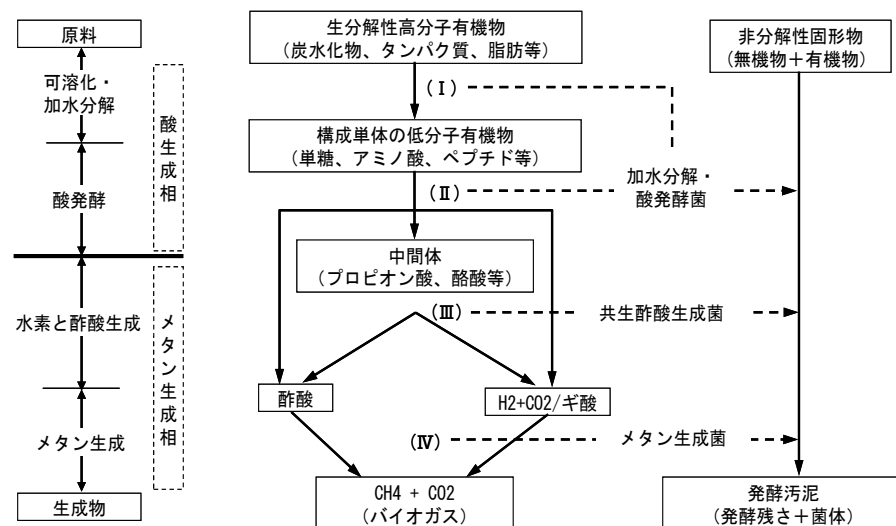 原料
可溶化・
加水分解
酸発酵
水素と酢酸生成
メタン生成
生成物
酸生成相
メタン生成相
生分解性高分子有機物
(炭水化物、タンパク質、脂肪等)
(Ⅰ)
構成単体の低分子有機物
(単糖、アミノ酸、ペプチド等)
(Ⅱ)
中間体
(プロピオン酸、酪酸等)
(Ⅲ)
酢酸
H2+CO2/ギ酸
(Ⅳ)
CH4 + CO2
(バイオガス)
加水分解・
酸発酵菌
共生酢酸生成菌
メタン生成菌
非分解性固形物
(無機物+有機物)
発酵汚泥
(発酵残さ+菌体)